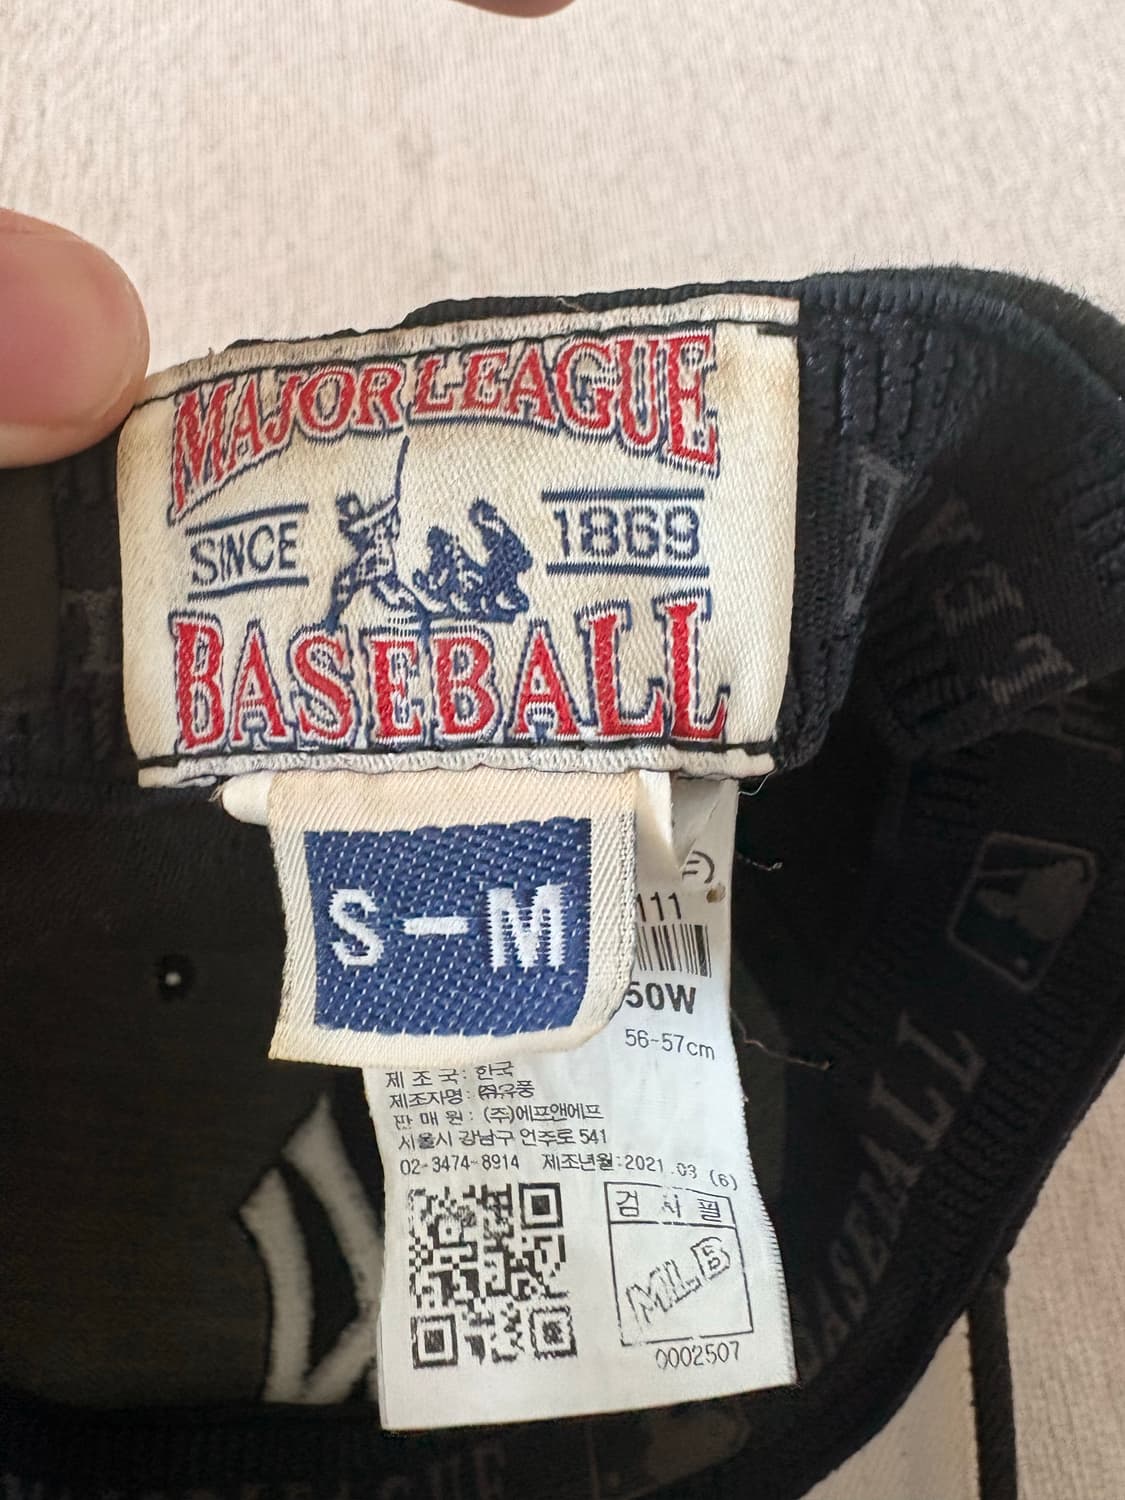 MAJOR LEAGUE
SINCE 1869
BASEBALL
S-M
111
50W
56-57cm
제 조 국 : 한국
제조자명 : ㈜유풍
판 매 원 : (주)에프앤에프
서울시 강남구 언주로 541
02-3474-8914 제조년월:2021.03 (6)
검 사 필
MLB
5
0002507
BASEBALL